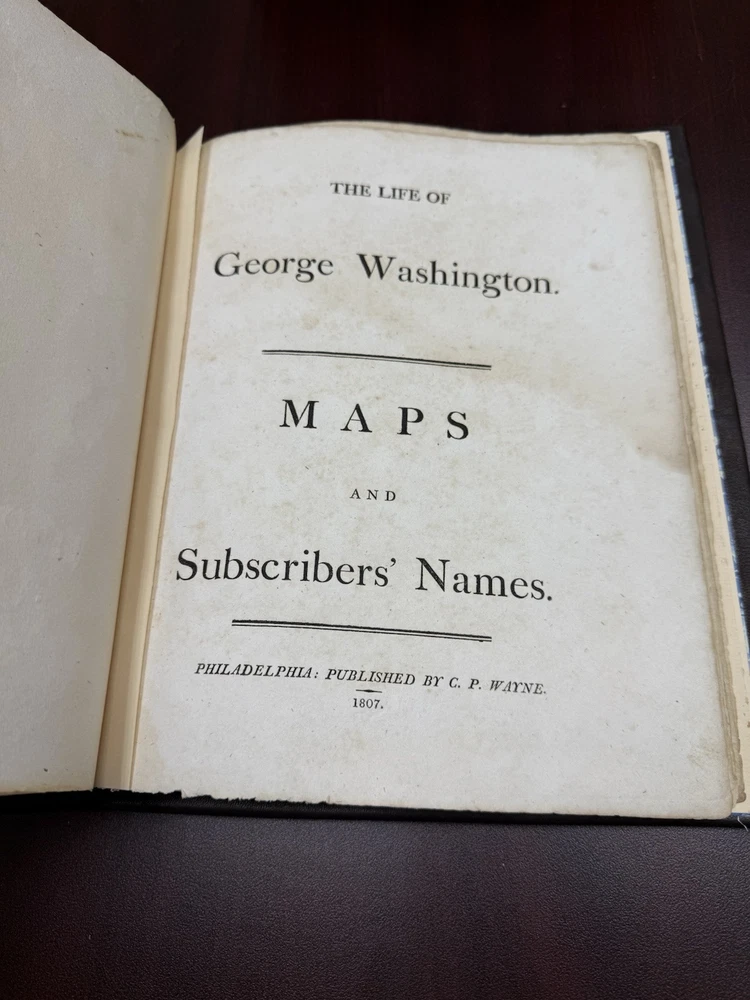 THE LIFE OF
George Washington.
MAPS
AND
Subscribers' Names.
PHILADELPHIA: PUBLISHED BY C. P. WAYNE.
1807.